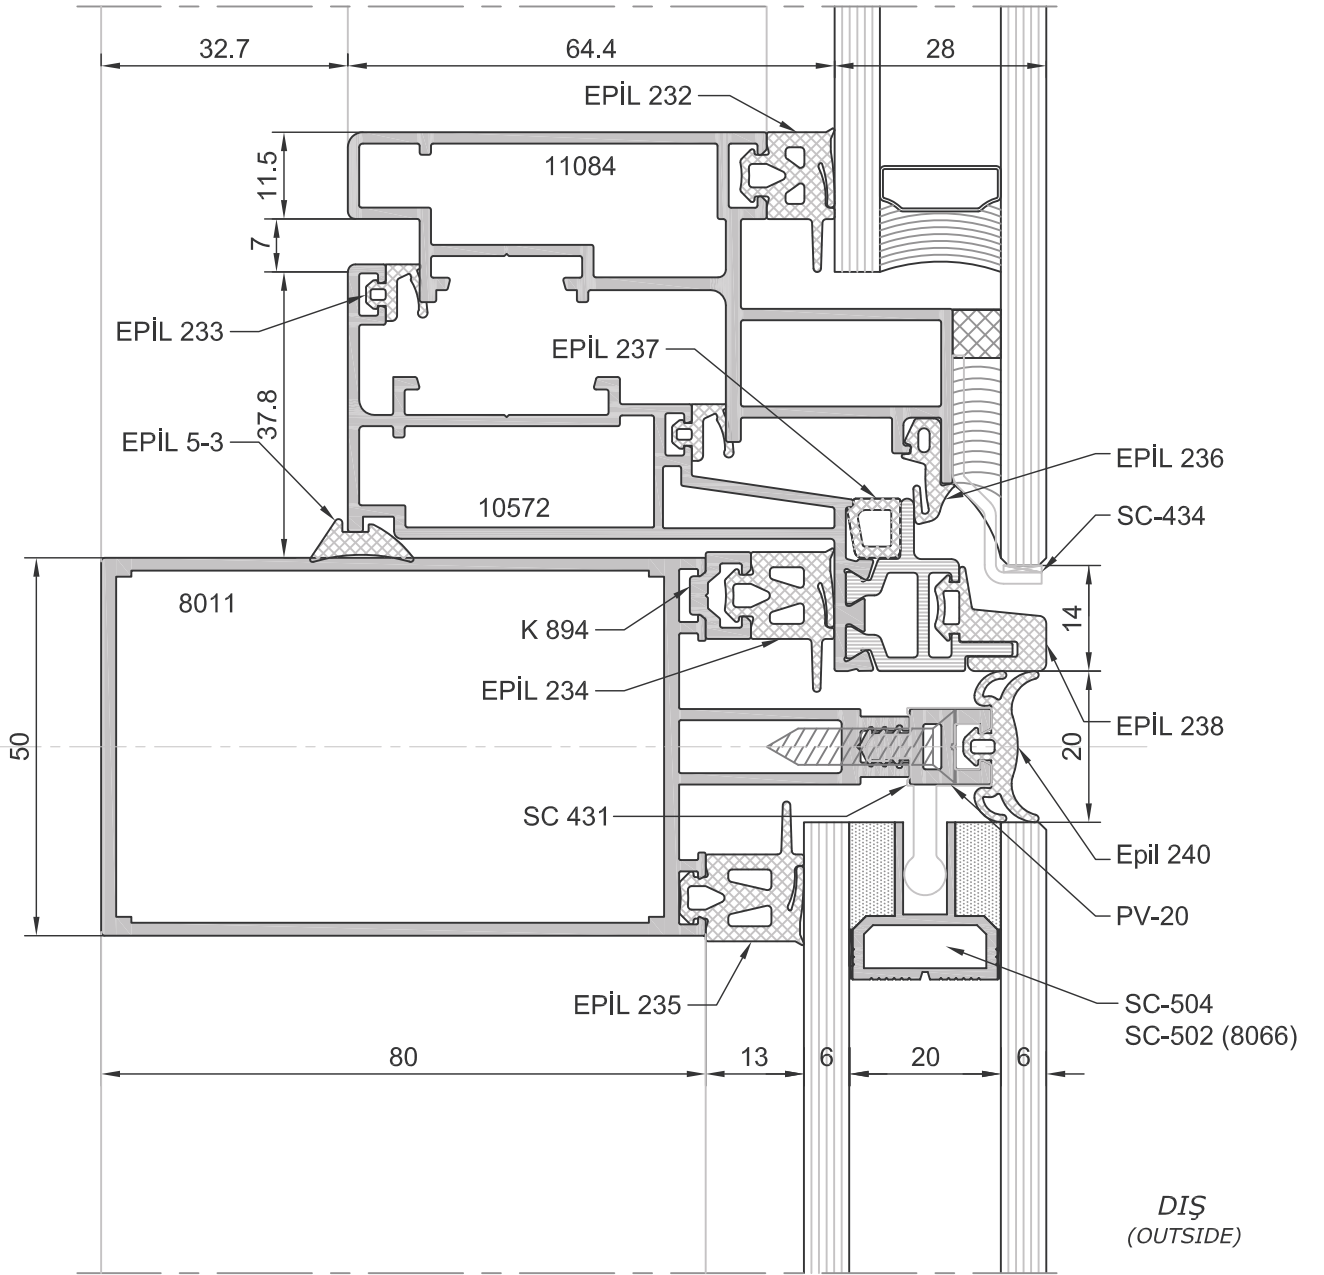 32.7
64.4
28
EPİL 232
11084
11.5
7
EPİL 233
EPİL 237
37.8
EPİL 5-3
EPİL 236
10572
SC-434
8011
K 894
14
EPİL 234
EPİL 238
50
20
SC 431
Epil 240
PV-20
EPİL 235
SC-504
SC-502 (8066)
80
13
6
20
6
DIŞ
(OUTSIDE)